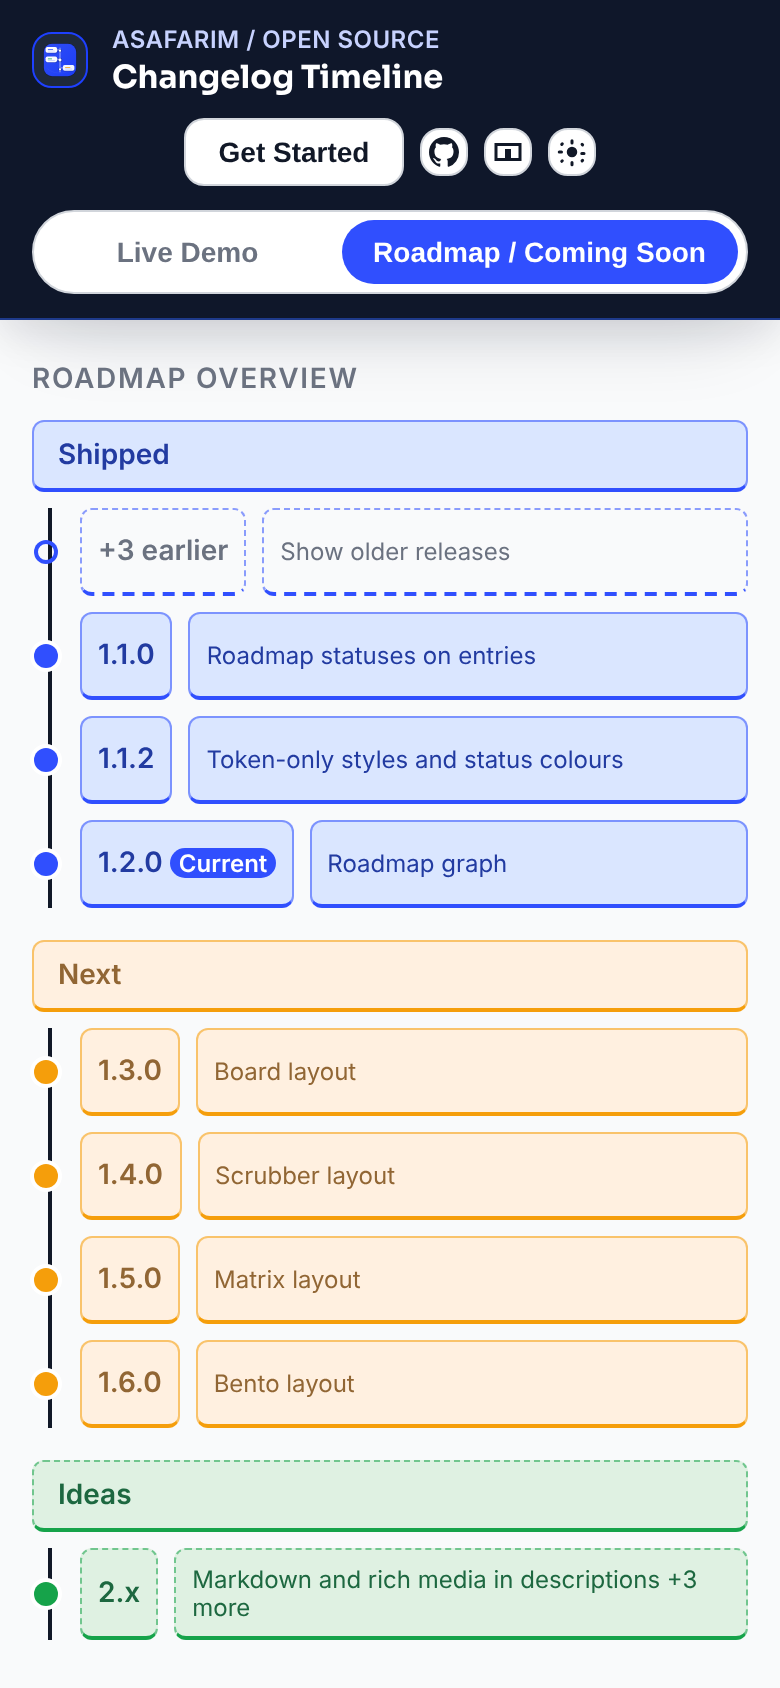 ASAFARIM / OPEN SOURCE
Changelog Timeline
Get Started
Live Demo
Roadmap / Coming Soon
ROADMAP OVERVIEW
Shipped
+3 earlier
Show older releases
1.1.0
Roadmap statuses on entries
1.1.2
Token-only styles and status colours
1.2.0 Current
Roadmap graph
Next
1.3.0
Board layout
1.4.0
Scrubber layout
1.5.0
Matrix layout
1.6.0
Bento layout
Ideas
2.x
Markdown and rich media in descriptions +3
more